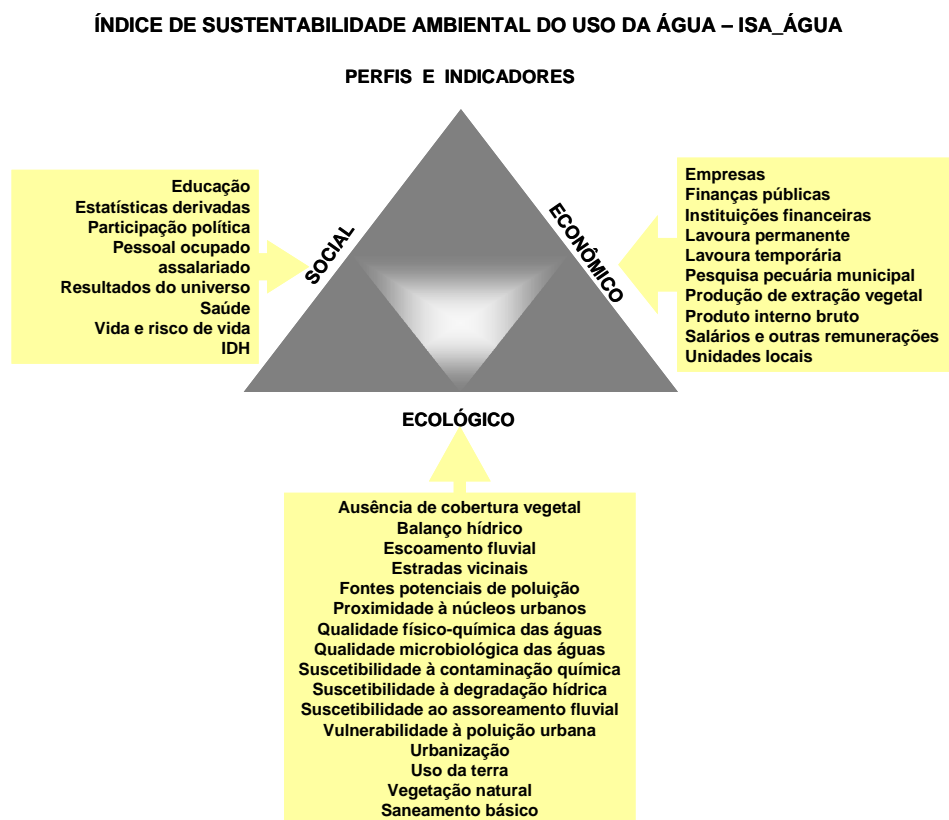 ÍNDICE DE SUSTENTABILIDADE AMBIENTAL DO USO DA ÁGUA – ISA_ÁGUA
PERFIS E INDICADORES
Educação
Estatísticas derivadas
Participação política
Pessoal ocupado
assalariado
Resultados do universo
Saúde
Vida e risco de vida
IDH
SOCIAL
ECONÔMICO
Empresas
Finanças públicas
Instituições financeiras
Lavoura permanente
Lavoura temporária
Pesquisa pecuária municipal
Produção de extração vegetal
Produto interno bruto
Salários e outras remunerações
Unidades locais
ECOLÓGICO
Ausência de cobertura vegetal
Balanço hídrico
Escoamento fluvial
Estradas vicinais
Fontes potenciais de poluição
Proximidade à núcleos urbanos
Qualidade físico-química das águas
Qualidade microbiológica das águas
Suscetibilidade à contaminação química
Suscetibilidade à degradação hídrica
Suscetibilidade ao assoreamento fluvial
Vulnerabilidade à poluição urbana
Urbanização
Uso da terra
Vegetação natural
Saneamento básico